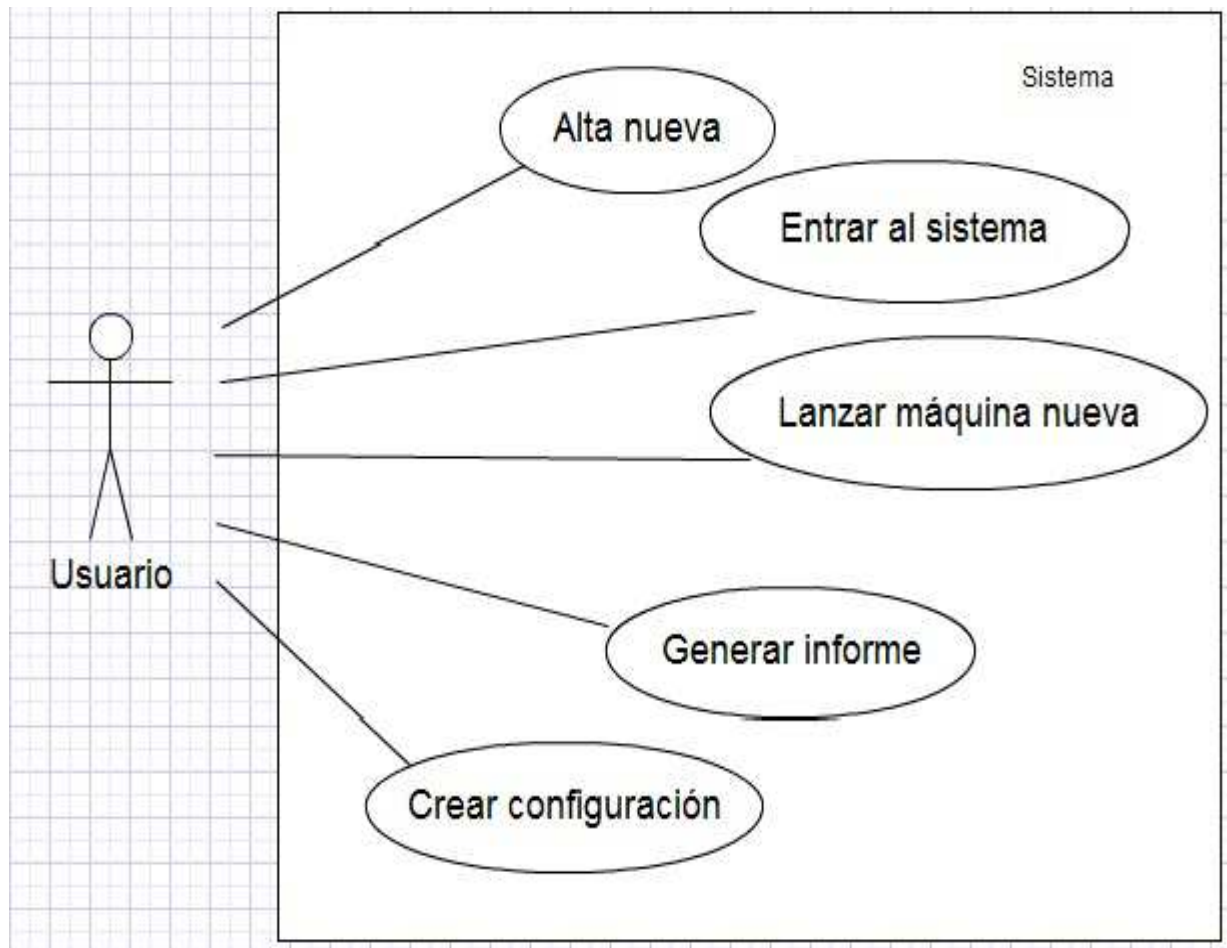 Sistema
Alta nueva
Entrar al sistema
Lanzar máquina nueva
Usuario
Generar informe
Crear configuración